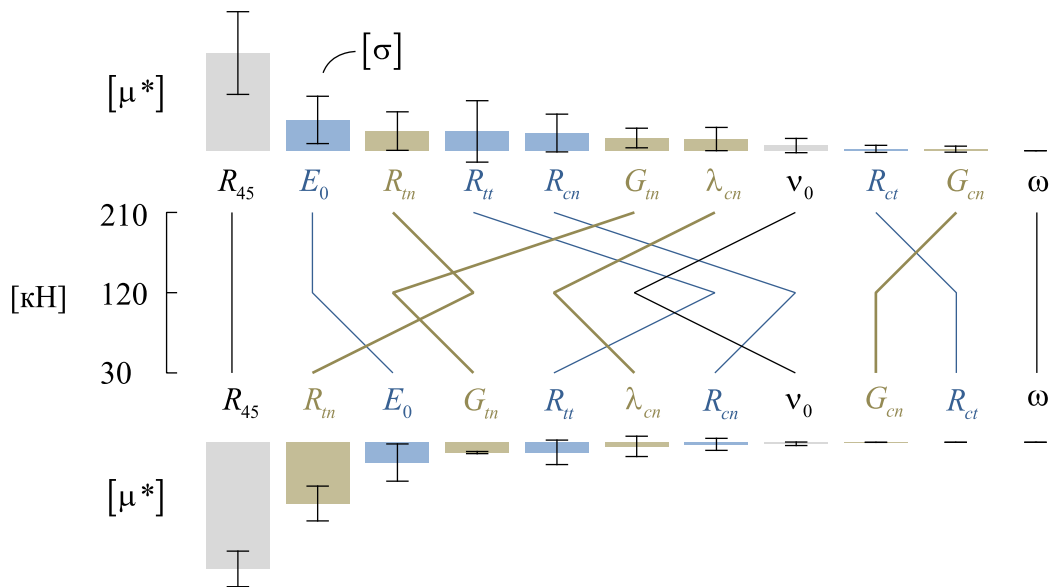 [σ]
[μ*]
R45 E0 Rtn Rtt Rcn Gtn λcn ν0 Rct Gcn ω
210
[кН] 120
30
R45 Rtn E0 Gtn Rtt λcn Rcn ν0 Gcn Rct ω
[μ*]